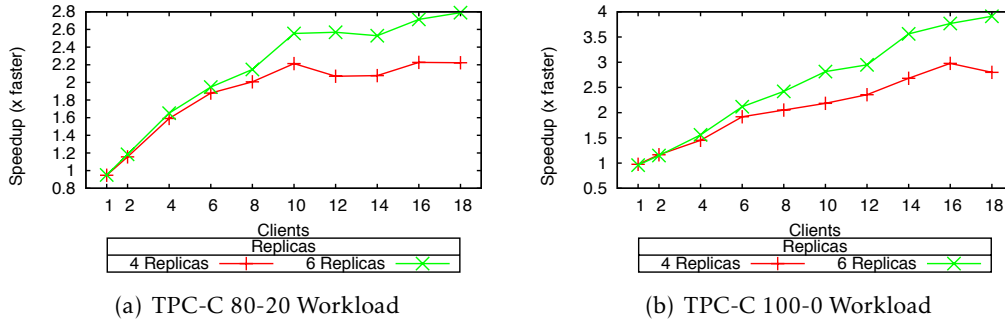 Speedup (x faster)
2.8
2.6
2.4
2.2
2
1.8
1.6
1.4
1.2
1
0.8
1 2 4 6 8 10 12 14 16 18
Clients
Replicas
4 Replicas 6 Replicas
(a) TPC-C 80-20 Workload
Speedup (x faster)
4
3.5
3
2.5
2
1.5
1
0.5
1 2 4 6 8 10 12 14 16 18
Clients
Replicas
4 Replicas 6 Replicas
(b) TPC-C 100-0 Workload